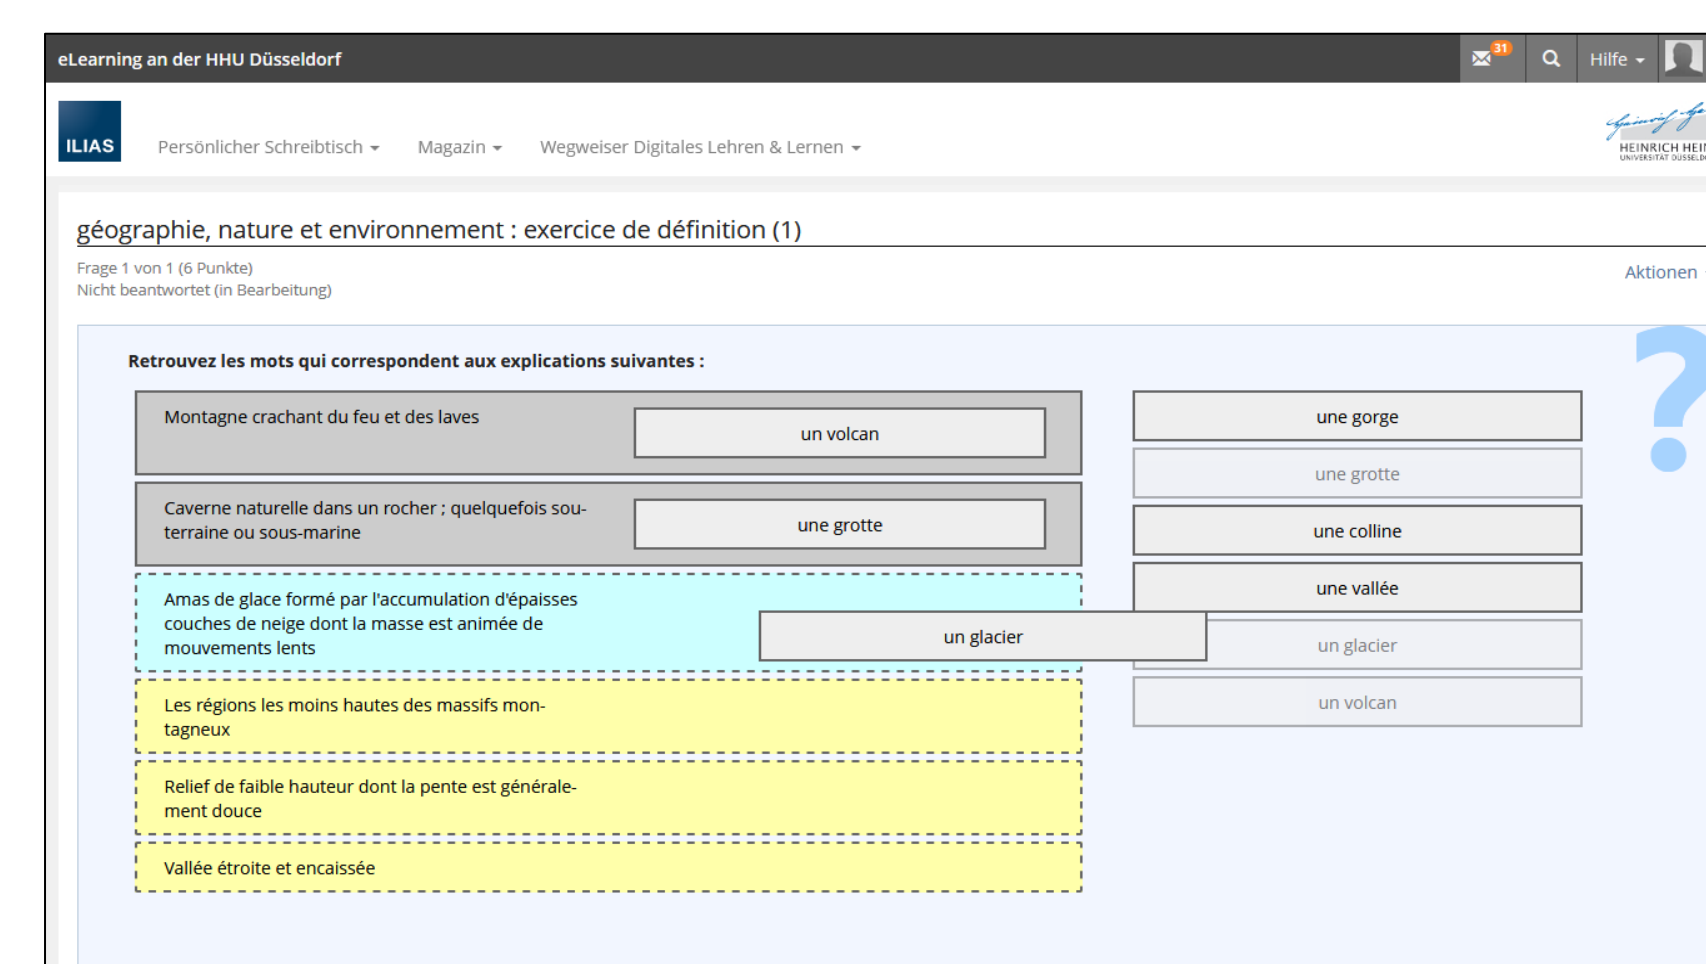 eLearning an der HHU Düsseldorf
31
Hilfe
ILIAS
Persönlicher Schreibtisch
Magazin
Wegweiser Digitales Lehren & Lernen
HEINRICH
géographie, nature et environnement : exercice de définition (1)
Frage 1 von 1 (6 Punkte)
Nicht beantwortet (in Bearbeitung)
Aktionen
?
Retrouvez les mots qui correspondent aux explications suivantes :
Montagne crachant du feu et des laves
un volcan
Caverne naturelle dans un rocher ; quelquefois sou-
terraine ou sous-marine
une grotte
Amas de glace formé par l'accumulation d'épaisses
couches de neige dont la masse est animée de
mouvements lents
un glacier
Les régions les moins hautes des massifs mon-
tagneux
Relief de faible hauteur dont la pente est générale-
ment douce
Vallée étroite et encaissée
une gorge
une grotte
une colline
une vallée
un glacier
un volcan